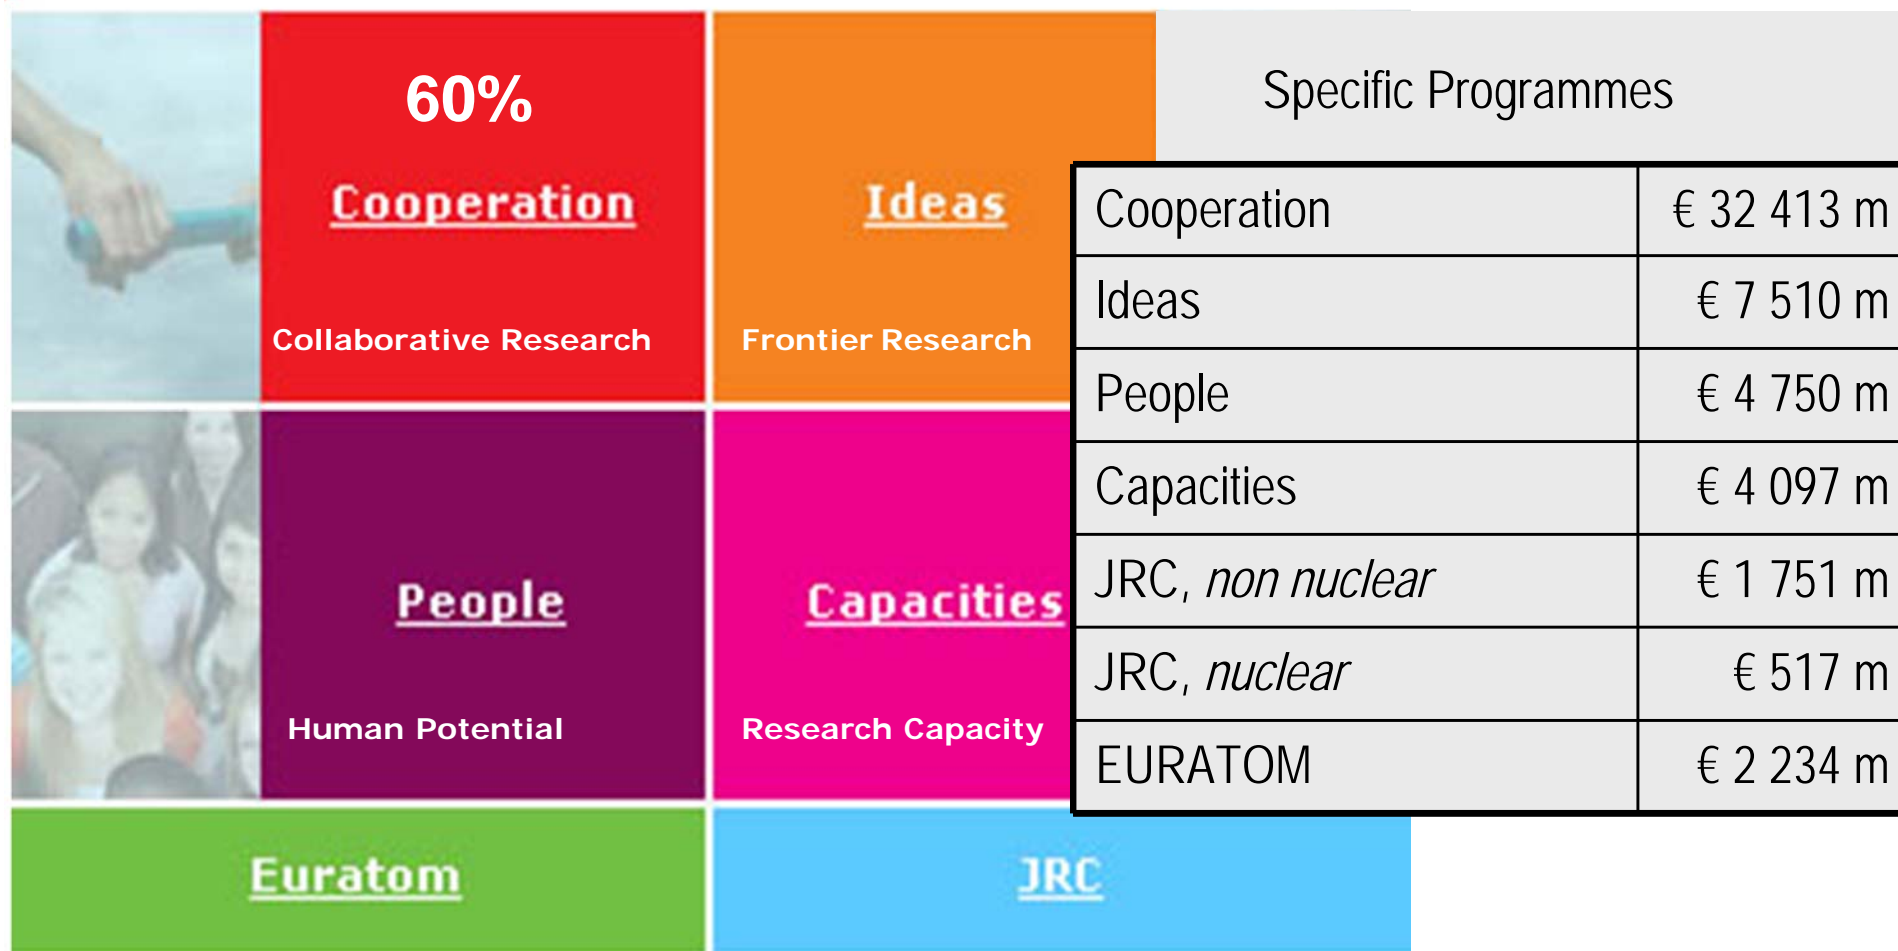 60%
Cooperation
Collaborative Research
Ideas
Frontier Research
People
Human Potential
Capacities
Research Capacity
Euratom
JRC
Specific Programmes
Cooperation € 32 413 m
Ideas € 7 510 m
People € 4 750 m
Capacities € 4 097 m
JRC, non nuclear € 1 751 m
JRC, nuclear € 517 m
EURATOM € 2 234 m